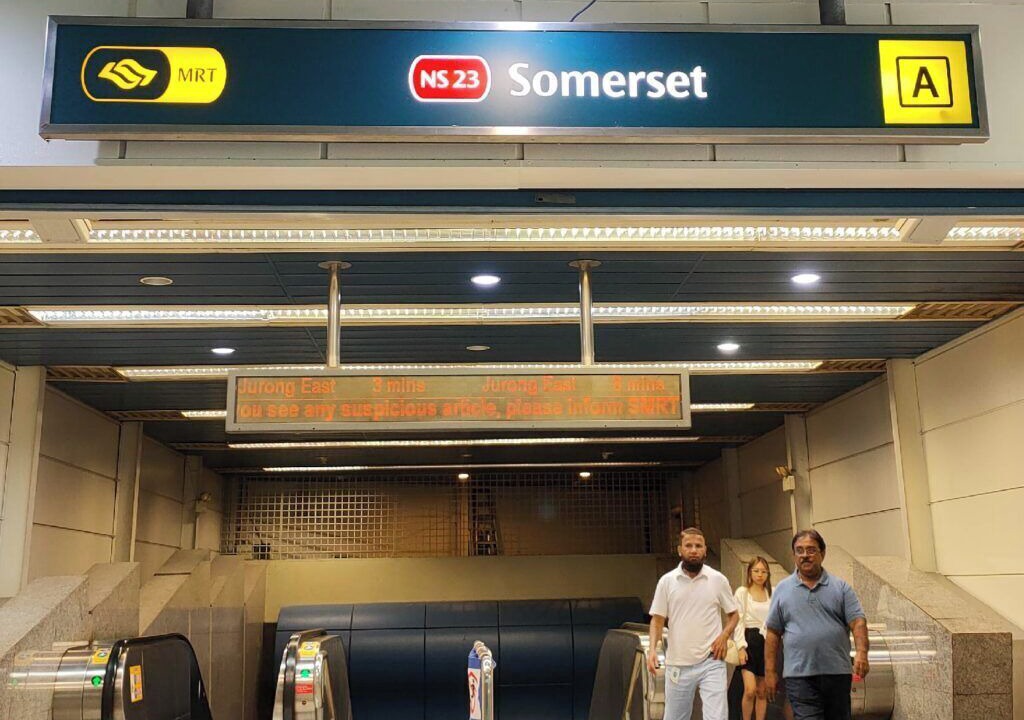 MRT NS 23 Somerset A
Jurong East 3 mins Jurong East 8 mins
ou see any suspicious article, please inform SMRT